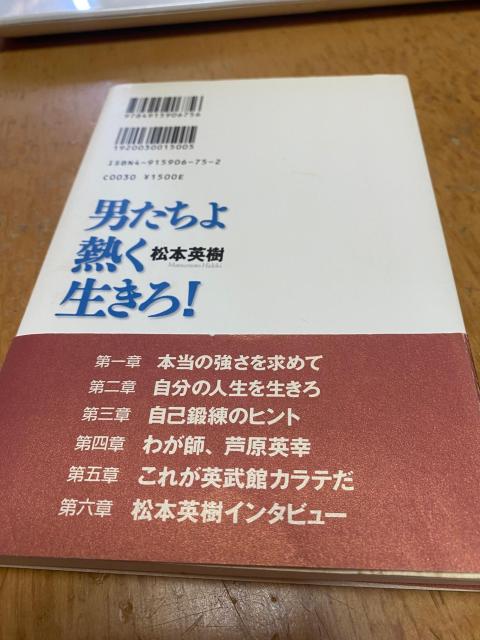 9784915906756
1920030015005
ISBN4-915906-75-2
C0030 ¥1500E
男たちよ
熱く
生きろ!
松本英樹
Matsumoto Hideki
第一章 本当の強さを求めて
第二章 自分の人生を生きろ
第三章 自己鍛練のヒント
第四章 わが師、芦原英幸
第五章 これが英武館カラテだ
第六章 松本英樹インタビュー